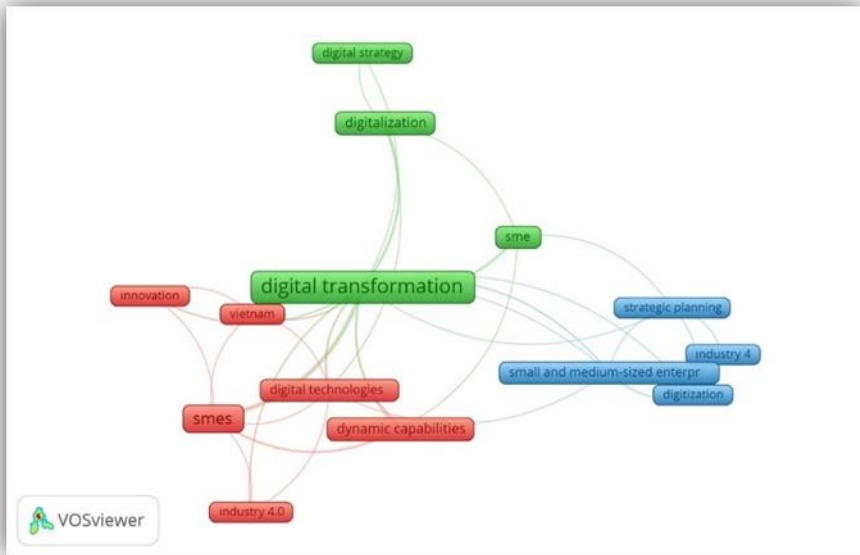 digital strategy
digitalization
sme
digital transformation
innovation
vietnam
strategic planning
industry 4
small and medium-sized enterpr
digitization
digital technologies
smes
dynamic capabilities
industry 4.0
VOSviewer